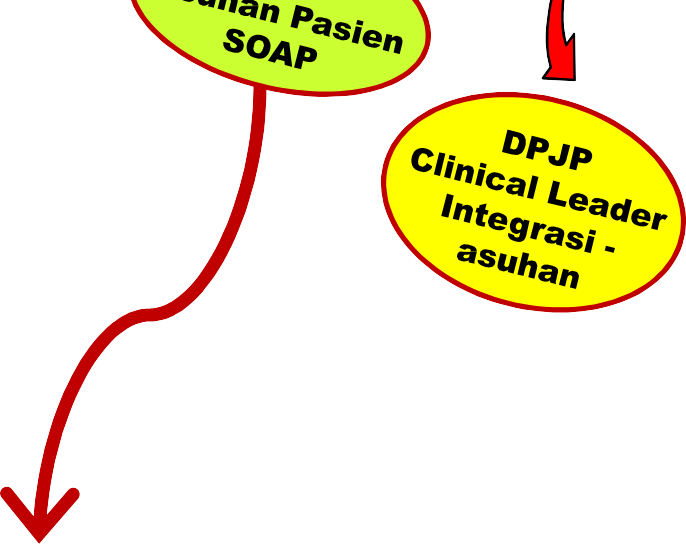 Pasien
SOAP
DPJP
Clinical Leader
Integrasi -
asuhan